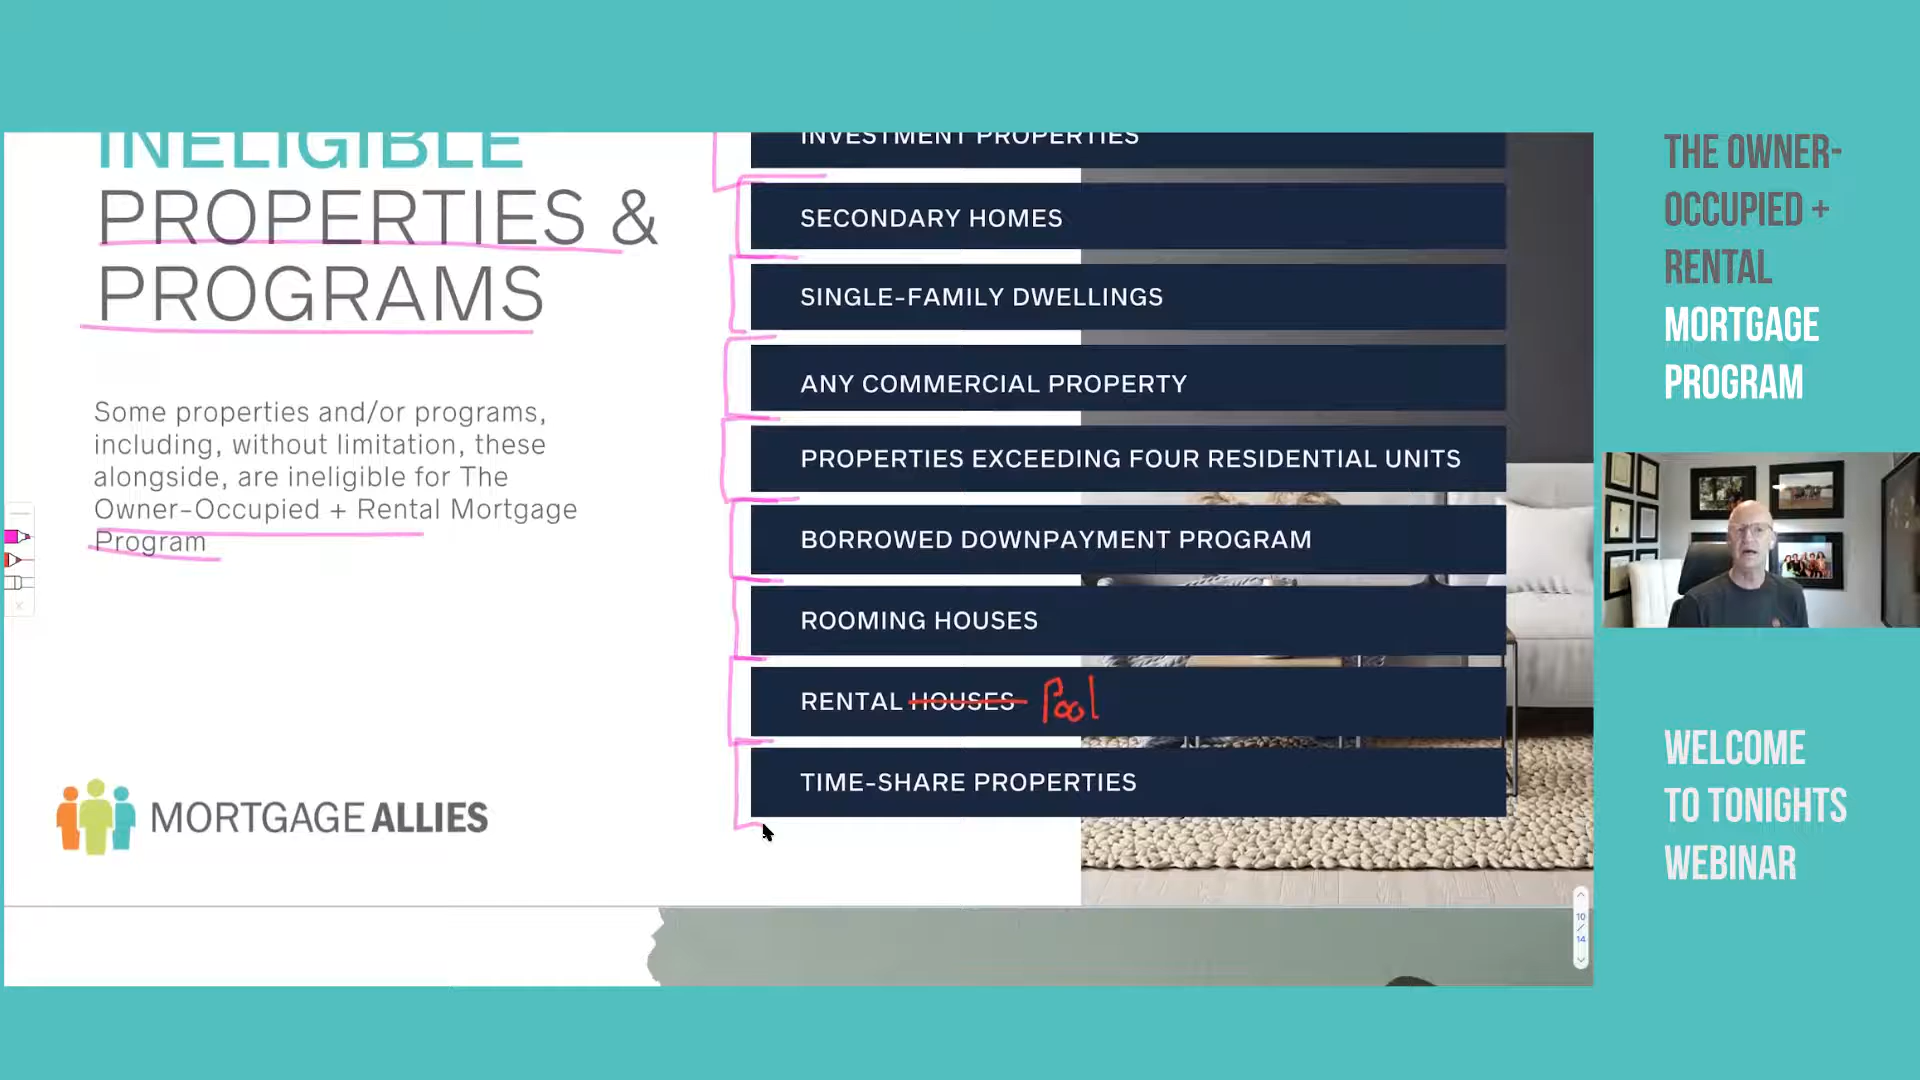 INELIGIBLE
PROPERTIES &
PROGRAMS
Some properties and/or programs,
including, without limitation, these
alongside, are ineligible for The
Owner-Occupied + Rental Mortgage
Program
MORTGAGE ALLIES
INVESTMENT PROPERTIES
SECONDARY HOMES
SINGLE-FAMILY DWELLINGS
ANY COMMERCIAL PROPERTY
PROPERTIES EXCEEDING FOUR RESIDENTIAL UNITS
BORROWED DOWNPAYMENT PROGRAM
ROOMING HOUSES
RENTAL HOUSES Pool
TIME-SHARE PROPERTIES
10
/
14
THE OWNER-
OCCUPIED +
RENTAL
MORTGAGE
PROGRAM
WELCOME
TO TONIGHTS
WEBINAR